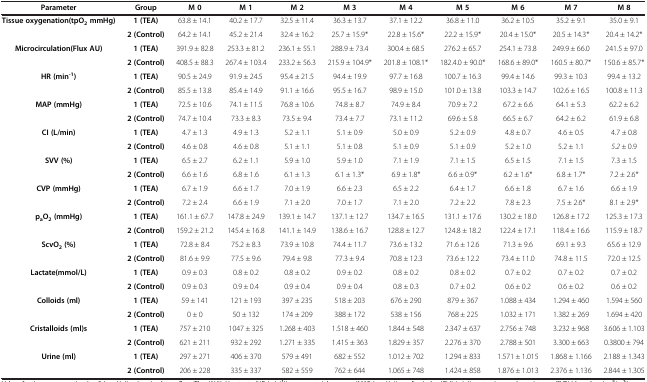 Parameter Group M 0 M 1 M 2 M 3 M 4 M 5 M 6 M 7 M 8
Tissue oxygenation(tpO2 mmHg) 1 (TEA) 63.8 ± 14.1 40.2 ± 17.7 32.5 ± 11.4 36.3 ± 13.7 37.1 ± 12.2 36.8 ± 11.0 36.2 ± 10.5 35.2 ± 9.1 35.0 ± 9.1
2 (Control) 64.2 ± 14.1 45.2 ± 21.4 32.4 ± 16.2 25.7 ± 15.9* 22.8 ± 15.6* 22.2 ± 15.9* 20.4 ± 15.0* 20.5 ± 14.3* 20.4 ± 14.2*
Microcirculation(Flux AU) 1 (TEA) 391.9 ± 82.8 253.3 ± 81.2 236.1 ± 55.1 288.9 ± 73.4 300.4 ± 68.5 276.2 ± 65.7 254.1 ± 73.8 249.9 ± 66.0 241.5 ± 97.0
2 (Control) 408.5 ± 88.3 267.4 ± 103.4 233.2 ± 56.3 215.9 ± 104.9* 201.8 ± 108.1* 182.4.0 ± 90.0* 168.6 ± 89.0* 160.5 ± 80.7* 150.6 ± 85.7*
HR (min-1) 1 (TEA) 90.5 ± 24.9 91.9 ± 24.5 95.4 ± 21.5 94.4 ± 19.9 97.7 ± 16.8 100.7 ± 16.3 99.4 ± 14.6 99.3 ± 10.3 99.4 ± 13.2
2 (Control) 85.5 ± 13.8 85.4 ± 14.9 91.1 ± 16.6 95.5 ± 16.7 98.9 ± 15.0 101.0 ± 13.8 103.3 ± 14.7 102.6 ± 16.5 100.8 ± 11.3
MAP (mmHg) 1 (TEA) 72.5 ± 10.6 74.1 ± 11.5 76.8 ± 10.6 74.8 ± 8.7 74.9 ± 8.4 70.9 ± 7.2 67.2 ± 6.6 64.1 ± 5.3 62.2 ± 6.2
2 (Control) 74.7 ± 10.4 73.3 ± 8.3 73.5 ± 9.4 73.4 ± 7.7 73.1 ± 11.2 69.6 ± 5.8 66.5 ± 6.7 64.2 ± 6.2 61.9 ± 6.8
CI (L/min) 1 (TEA) 4.7 ± 1.3 4.9 ± 1.3 5.2 ± 1.1 5.1 ± 0.9 5.0 ± 0.9 5.2 ± 0.9 4.8 ± 0.7 4.6 ± 0.5 4.7 ± 0.8
2 (Control) 4.6 ± 0.8 4.6 ± 0.8 5.1 ± 1.1 5.1 ± 0.8 5.1 ± 0.9 5.1 ± 0.9 5.2 ± 1.0 5.2 ± 1.1 5.2 ± 0.9
SVV (%) 1 (TEA) 6.5 ± 2.7 6.2 ± 1.1 5.9 ± 1.0 5.9 ± 1.0 7.1 ± 1.9 7.1 ± 1.5 6.5 ± 1.5 7.1 ± 1.5 7.3 ± 1.5
2 (Control) 6.6 ± 1.6 6.8 ± 1.6 6.1 ± 1.3 6.1 ± 1.3* 6.9 ± 1.8* 6.6 ± 0.9* 6.2 ± 1.6* 6.8 ± 1.7* 7.2 ± 2.6*
CVP (mmHg) 1 (TEA) 6.7 ± 1.9 6.6 ± 1.7 7.0 ± 1.9 6.6 ± 2.3 6.5 ± 2.2 6.4 ± 1.7 6.6 ± 1.8 6.7 ± 1.6 6.6 ± 1.9
2 (Control) 7.2 ± 2.4 6.6 ± 1.9 7.1 ± 2.0 7.0 ± 1.7 7.1 ± 2.0 7.2 ± 2.2 7.8 ± 2.3 7.5 ± 2.6* 8.1 ± 2.9*
paO2 (mmHg) 1 (TEA) 161.1 ± 67.7 147.8 ± 24.9 139.1 ± 14.7 137.1 ± 12.7 134.7 ± 16.5 131.1 ± 17.6 130.2 ± 18.0 126.8 ± 17.2 125.3 ± 17.3
2 (Control) 159.2 ± 21.2 145.4 ± 16.8 141.1 ± 14.9 138.6 ± 16.7 128.8 ± 12.7 124.8 ± 18.2 122.4 ± 17.1 118.4 ± 16.6 115.9 ± 18.7
ScvO2 (%) 1 (TEA) 72.8 ± 8.4 75.2 ± 8.3 73.9 ± 10.8 74.4 ± 11.7 73.6 ± 13.2 71.6 ± 12.6 71.3 ± 9.6 69.1 ± 9.3 65.6 ± 12.9
2 (Control) 81.6 ± 9.9 77.5 ± 9.6 79.4 ± 9.8 77.3 ± 9.4 70.8 ± 12.3 73.6 ± 12.2 73.4 ± 11.0 74.8 ± 11.5 72.0 ± 12.5
Lactate(mmol/L) 1 (TEA) 0.9 ± 0.3 0.8 ± 0.2 0.8 ± 0.2 0.9 ± 0.2 0.8 ± 0.2 0.8 ± 0.2 0.7 ± 0.2 0.7 ± 0.2 0.7 ± 0.2
2 (Control) 0.9 ± 0.3 0.9 ± 0.4 0.9 ± 0.4 0.9 ± 0.4 0.8 ± 0.3 0.7 ± 0.2 0.6 ± 0.2 0.6 ± 0.2 0.6 ± 0.2
Colloids (ml) 1 (TEA) 59 ± 141 121 ± 193 397 ± 235 518 ± 203 676 ± 290 879 ± 367 1.088 ± 434 1.294 ± 460 1.594 ± 560
2 (Control) 0 ± 0 50 ± 132 174 ± 209 388 ± 172 538 ± 156 768 ± 225 1.032 ± 171 1.382 ± 269 1.694 ± 420
Cristalloids (ml)s 1 (TEA) 757 ± 210 1047 ± 325 1.268 ± 403 1.518 ± 460 1.844 ± 548 2.347 ± 637 2.756 ± 748 3.232 ± 968 3.606 ± 1.103
2 (Control) 621 ± 211 932 ± 292 1.271 ± 335 1.415 ± 363 1.829 ± 357 2.276 ± 370 2.788 ± 501 3.300 ± 663 0.3800 ± 794
Urine (ml) 1 (TEA) 297 ± 271 406 ± 370 579 ± 491 682 ± 552 1.012 ± 702 1.294 ± 833 1.571 ± 1.015 1.868 ± 1.166 2.188 ± 1.343
2 (Control) 206 ± 228 335 ± 337 582 ± 559 762 ± 644 1.065 ± 748 1.424 ± 858 1.876 ± 1.013 2.376 ± 1.136 2.844 ± 1.305